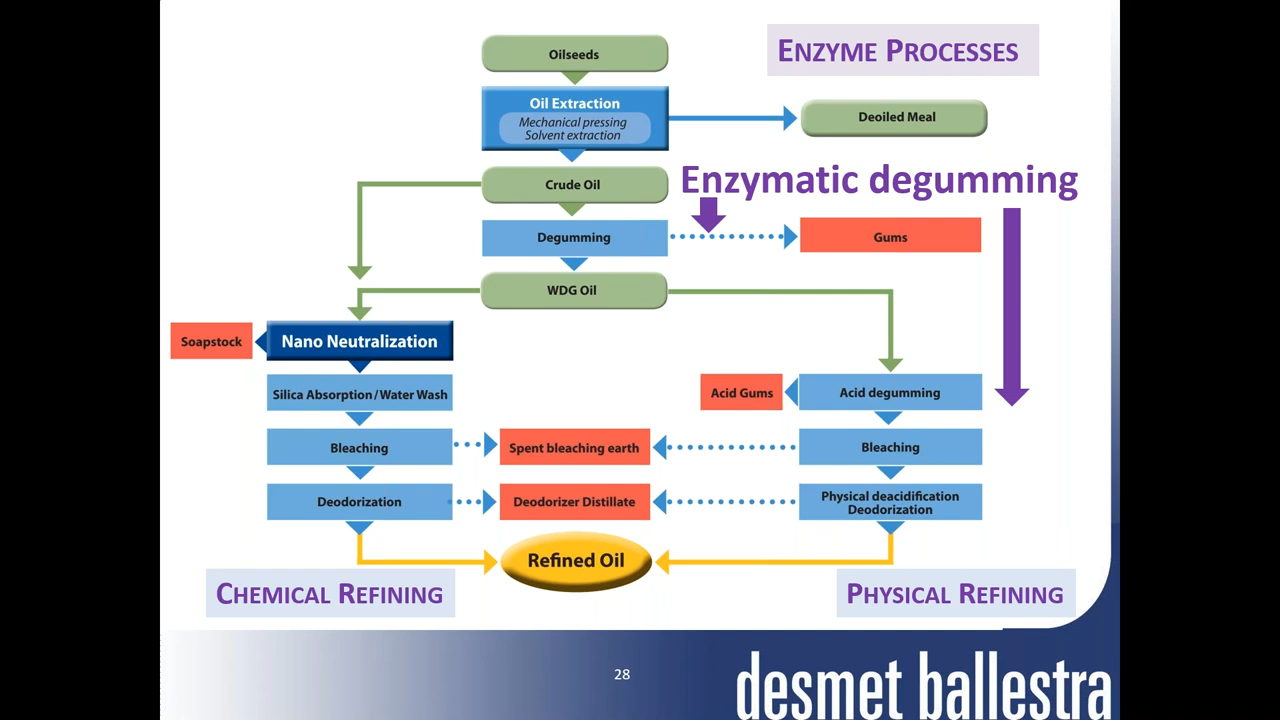 Oilseeds
ENZYME PROCESSES
Oil Extraction
Mechanical pressing
Solvent extraction
Deoiled Meal
Crude Oil
Enzymatic degumming
Degumming
Gums
WDG Oil
Soapstock
Nano Neutralization
Silica Absorption/Water Wash
Acid Gums
Acid degumming
Bleaching
Spent bleaching earth
Bleaching
Deodorization
Deodorizer Distillate
Physical deacidification
Deodorization
Refined Oil
CHEMICAL REFINING
PHYSICAL REFINING
28
desmet ballestra